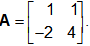 A = [ 1 1
-2 4 ].